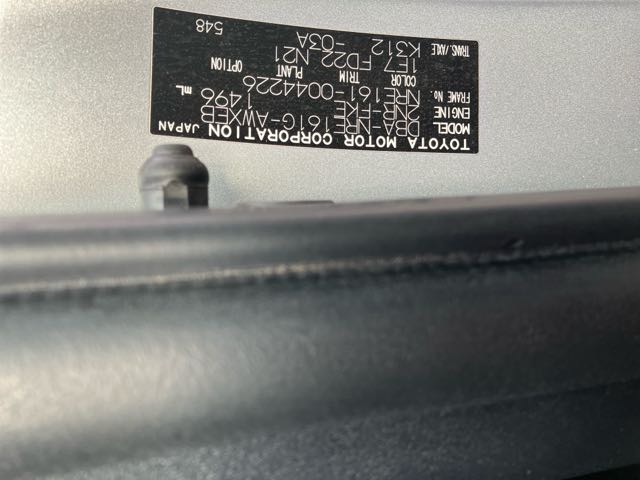 TOYOTA MOTOR CORPORATION JAPAN
MODEL DBA-NRE161G-AWXEB
ENGINE 2NR-FKE 1496 mL
FRAME No. NRE161-0044226
COLOR TRIM PLANT OPTION
1E7 FD22 N21
TRANS./AXLE K312 -03A
548